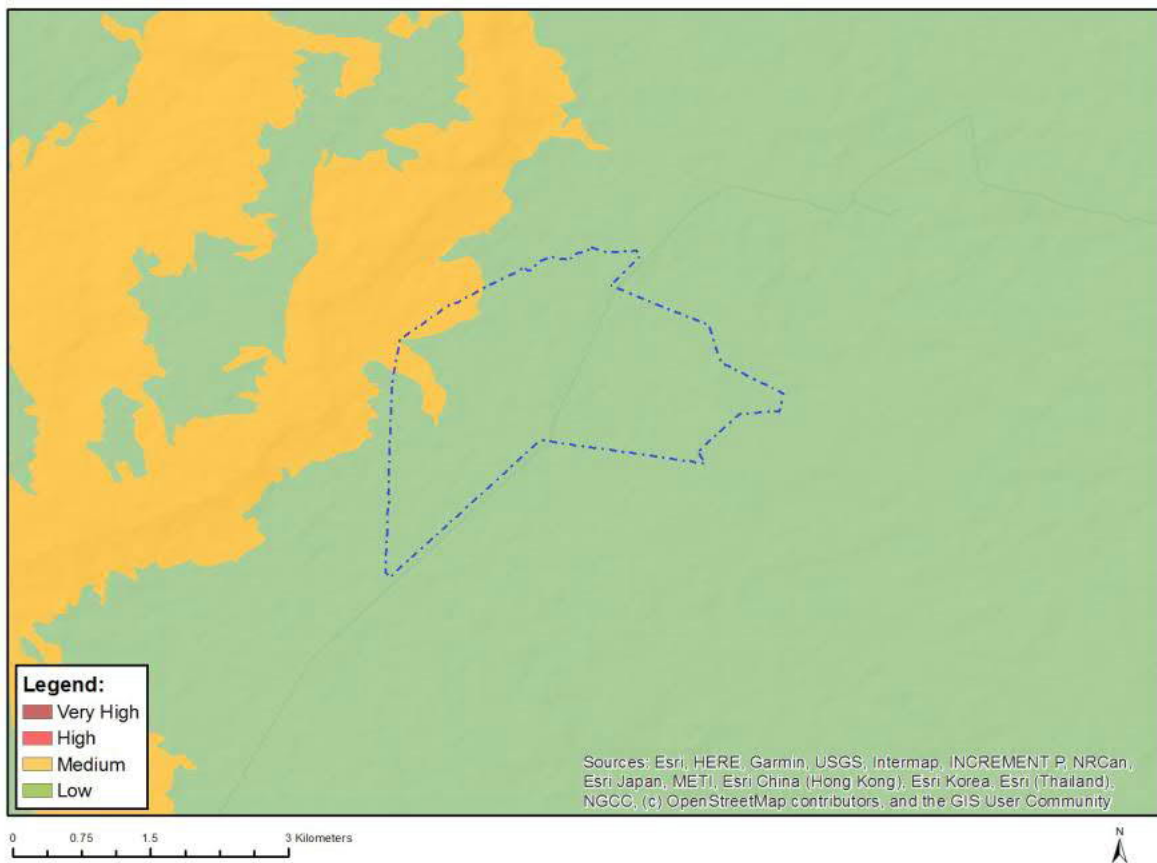 Legend:
Very High
High
Medium
Low
Sources: Esri, HERE, Garmin, USGS, Intermap, INCREMENT P, NRCan,
Esri Japan, METI, Esri China (Hong Kong), Esri Korea, Esri (Thailand),
NGCC, (c) OpenStreetMap contributors, and the GIS User Community
0 0.75 1.5 3 Kilometers
N